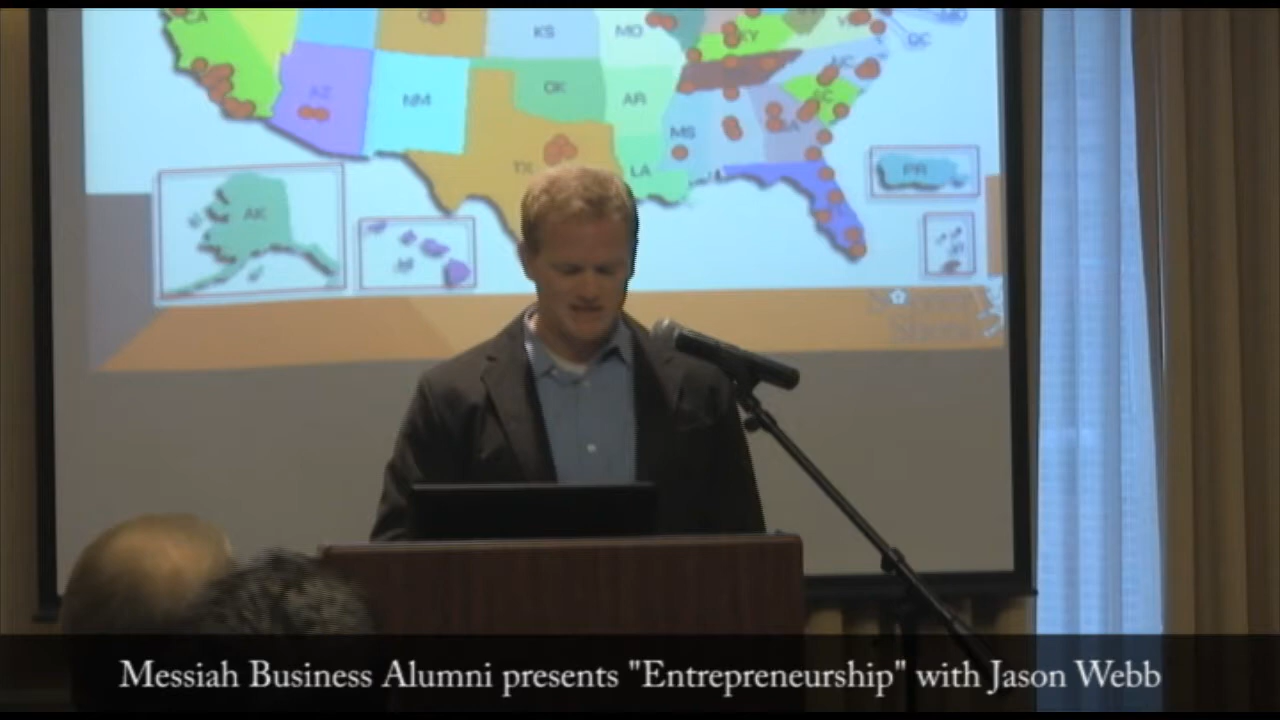 CA
KS
MO
KY
AZ
NM
OK
AR
NC
SC
DC
MS
TX
LA
PR
AK
Messiah Business Alumni presents "Entrepreneurship" with Jason Webb